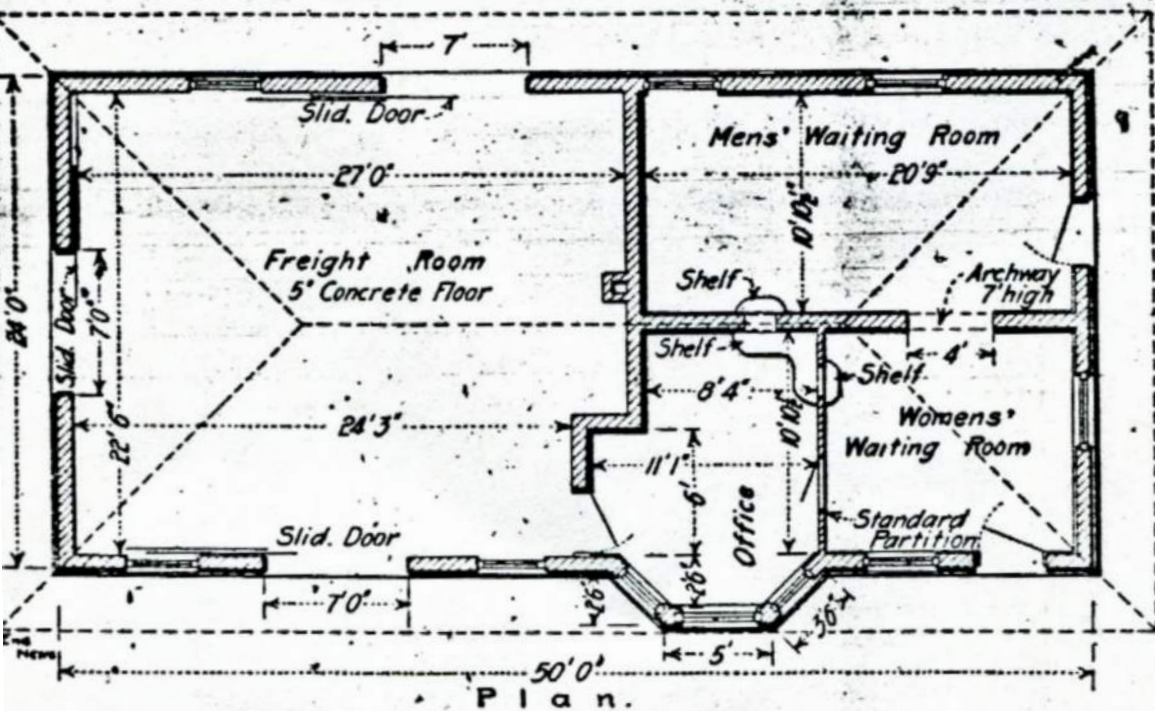 7'
Slid. Door
Mens' Waiting Room
27'0"
20'9"
10'10½"
Freight Room
5" Concrete Floor
Shelf
Archway
7' high
24'0"
Slid. Door
7'0"
Shelf
4'
Shelf
8'4"
22'6"
24'3"
10'10½"
Womens'
Waiting Room
11'1"
6'
Office
Slid. Door
Standard
Partition
7'0"
2'6"
2'6"
3'6"
5'
News
50'0"
Plan.